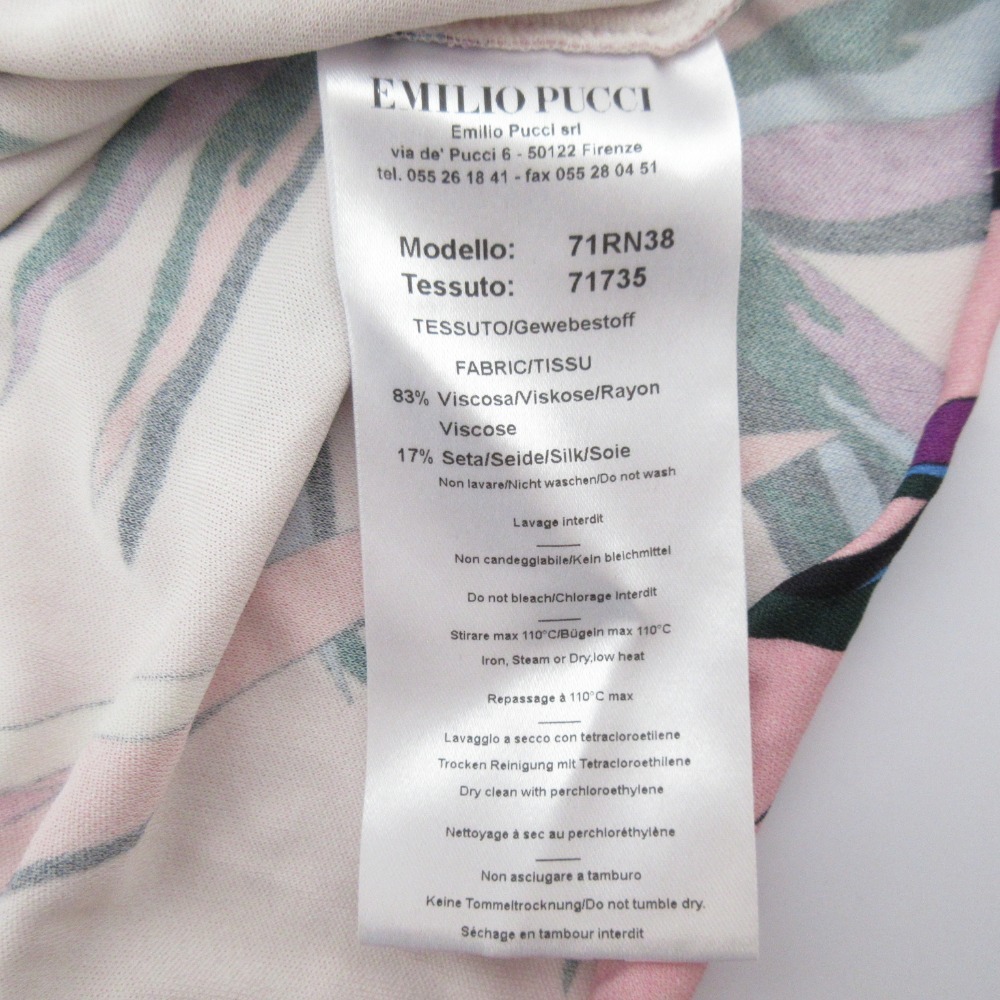 EMILIO PUCCI
Emilio Pucci srl
via de' Pucci 6 - 50122 Firenze
tel. 055 26 18 41 - fax 055 28 04 51
Modello: 71RN38
Tessuto: 71735
TESSUTO/Gewebestoff
FABRIC/TISSU
83% Viscosa/Viskose/Rayon
Viscose
17% Seta/Seide/Silk/Soie
Non lavare/Nicht waschen/Do not wash
Lavage interdit
Non candeggiabile/Kein bleichmittel
Do not bleach/Chlorage interdit
Stirare max 110°C/Bügeln max 110°C
Iron, Steam or Dry,low heat
Repassage à 110°C max
Lavaggio a secco con tetracloroetilene
Trocken Reinigung mit Tetracloroethilene
Dry clean with perchloroethylene
Nettoyage à sec au perchloréthylène
Non asciugare a tamburo
Keine Tommeltrocknung/Do not tumble dry.
Séchage en tambour interdit